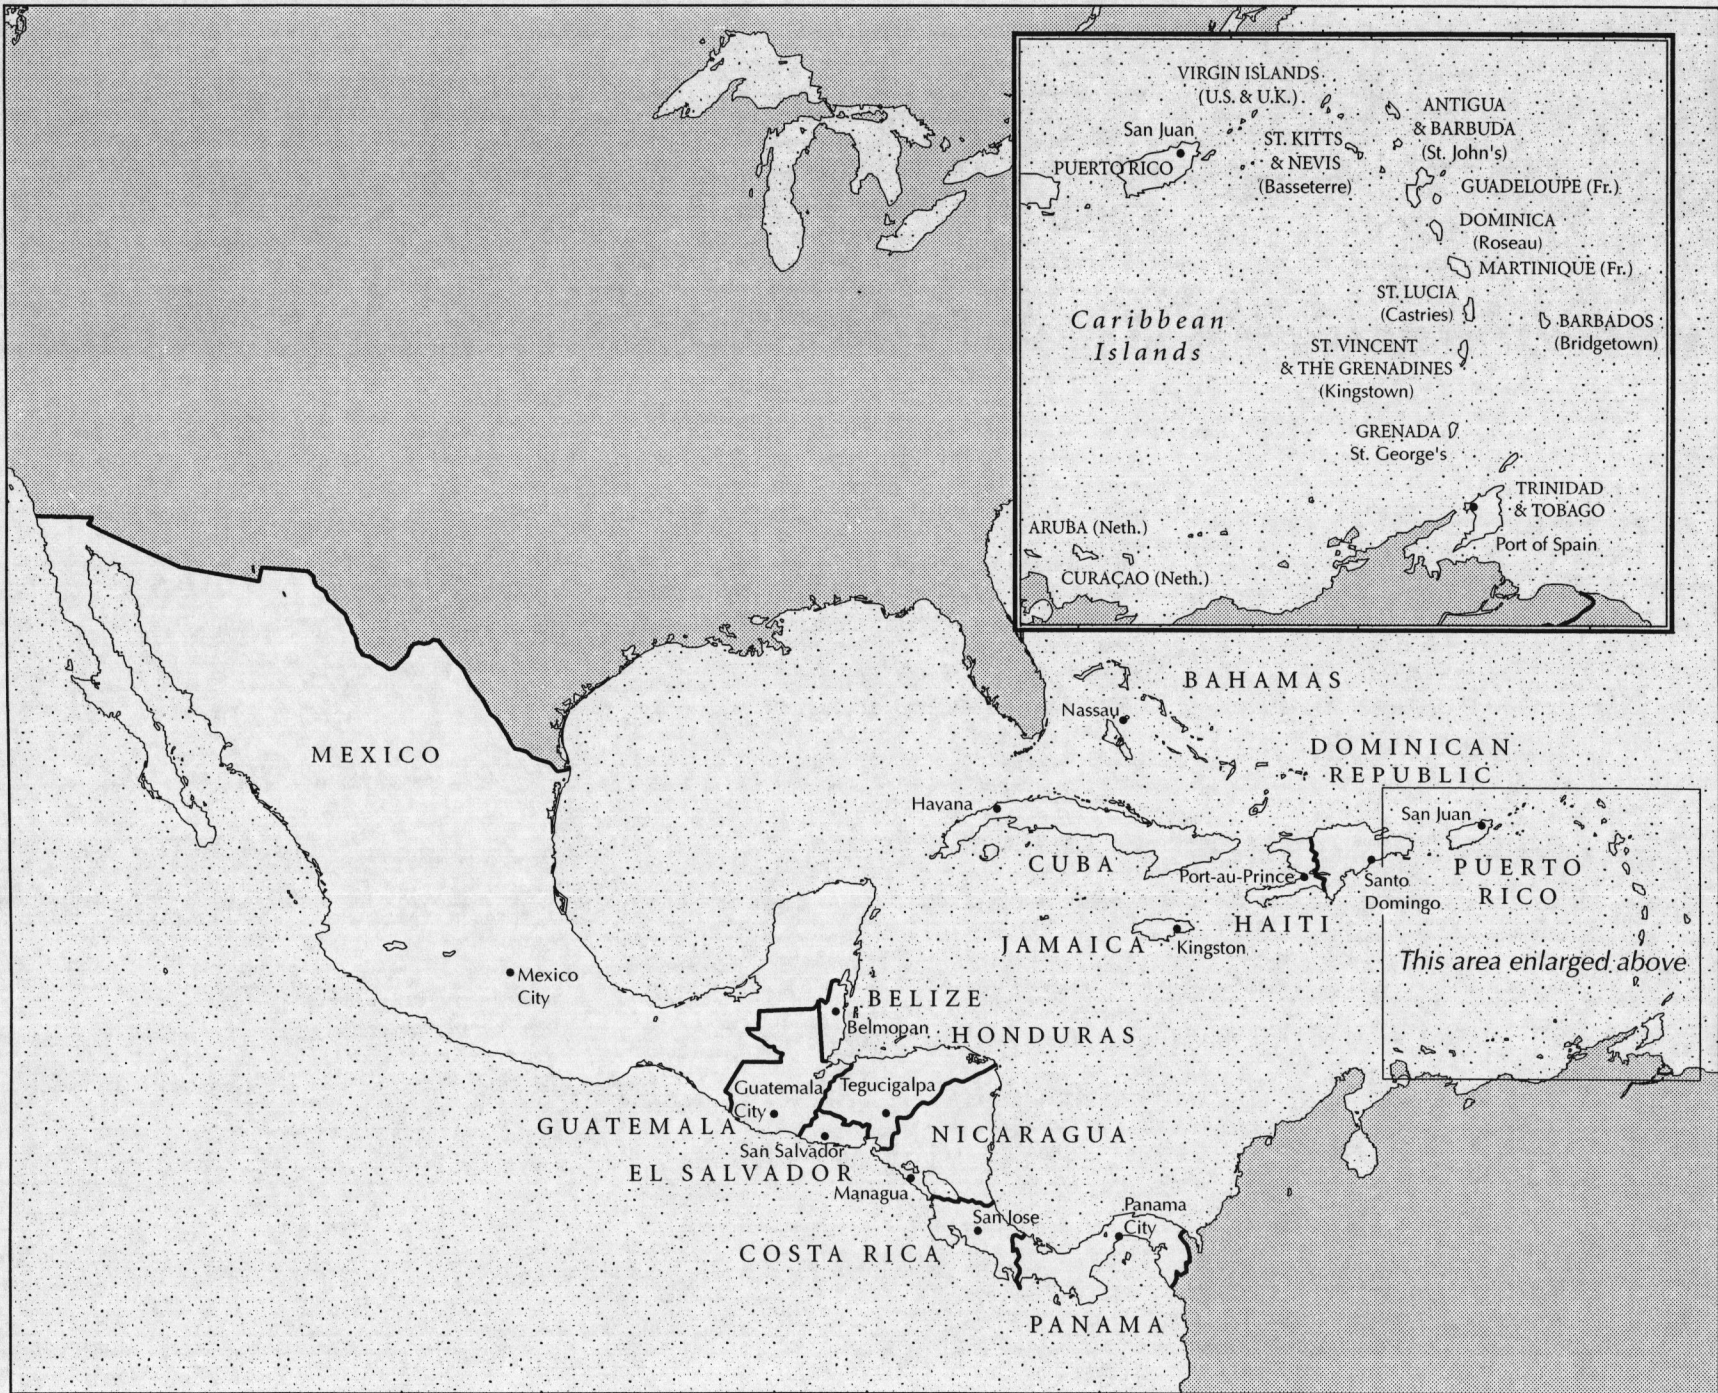 VIRGIN ISLANDS
(U.S. & U.K.)
ANTIGUA
& BARBUDA
(St. John's)
San Juan
PUERTO RICO
ST. KITTS
& NEVIS
(Basseterre)
GUADELOUPE (Fr.)
DOMINICA
(Roseau)
MARTINIQUE (Fr.)
ST. LUCIA
(Castries)
BARBADOS
(Bridgetown)
Caribbean
Islands
ST. VINCENT
& THE GRENADINES
(Kingstown)
GRENADA
St. George's
TRINIDAD
& TOBAGO
Port of Spain
ARUBA (Neth.)
CURAÇAO (Neth.)
BAHAMAS
Nassau
MEXICO
DOMINICAN
REPUBLIC
Havana
San Juan
CUBA
Port-au-Prince
Santo
Domingo
PUERTO
RICO
HAITI
JAMAICA
Kingston
This area enlarged above
Mexico
City
BELIZE
Belmopan
HONDURAS
Guatemala
City
Tegucigalpa
GUATEMALA
NICARAGUA
San Salvador
EL SALVADOR
Managua
San Jose
Panama
City
COSTA RICA
PANAMA